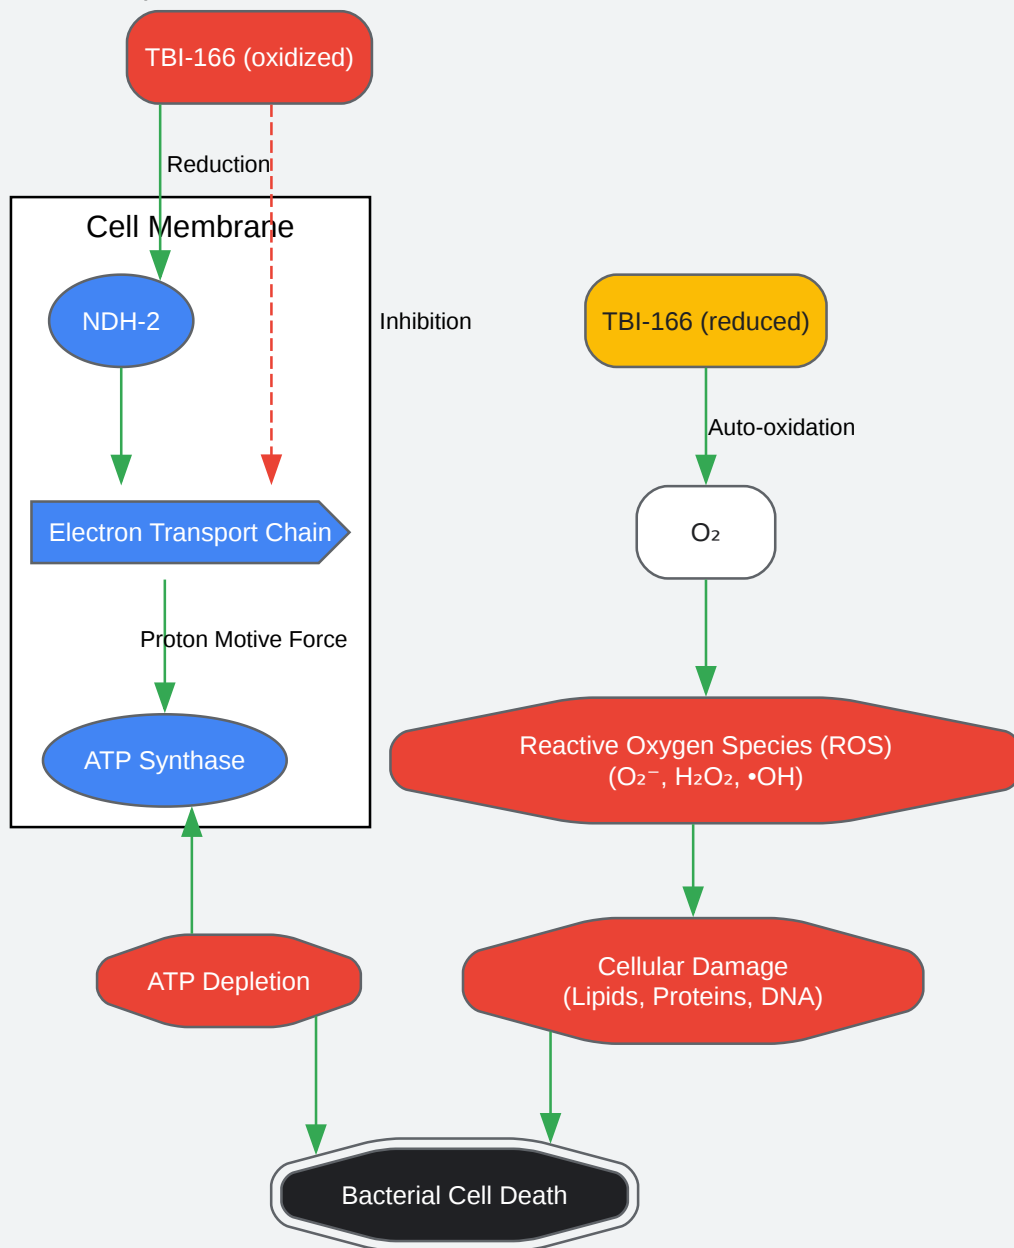 TBI-166 (oxidized)
Reduction
Cell Membrane
NDH-2
Inhibition
TBI-166 (reduced)
Auto-oxidation
Electron Transport Chain
O₂
Proton Motive Force
ATP Synthase
Reactive Oxygen Species (ROS)
(O₂⁻, H₂O₂, •OH)
ATP Depletion
Cellular Damage
(Lipids, Proteins, DNA)
Bacterial Cell Death